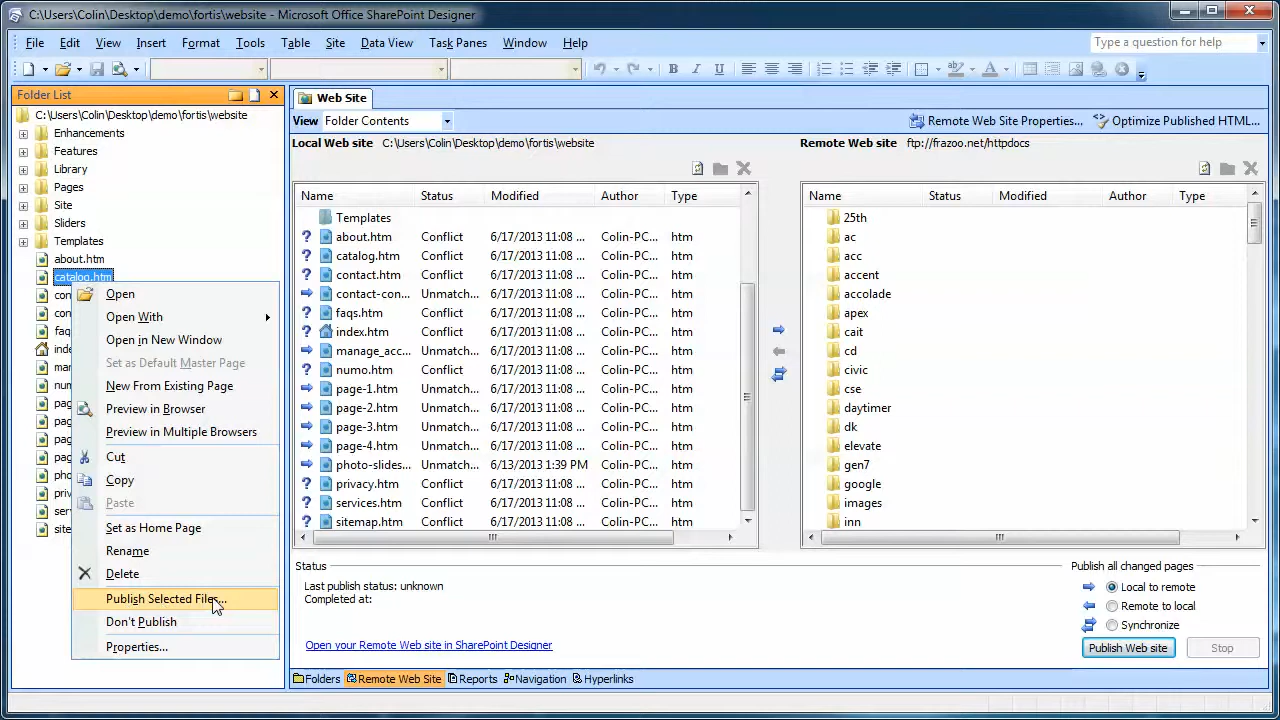 C:\Users\Colin\Desktop\demo\fortis\website - Microsoft Office SharePoint Designer
File Edit View Insert Format Tools Table Site Data View Task Panes Window Help
Type a question for help
Folder List
C:\Users\Colin\Desktop\demo\fortis\website
Enhancements
Features
Library
Pages
Site
Sliders
Templates
about.htm
catalog.htm
Open
Open With
Open in New Window
Set as Default Master Page
New From Existing Page
Preview in Browser
Preview in Multiple Browsers
Cut
Copy
Paste
Set as Home Page
Rename
Delete
Publish Selected Files...
Don't Publish
Properties...
Web Site
View Folder Contents
Remote Web Site Properties... Optimize Published HTML...
Local Web site C:\Users\Colin\Desktop\demo\fortis\website
Name Status Modified Author Type
Templates
about.htm Conflict 6/17/2013 11:08 ... Colin-PC... htm
catalog.htm Conflict 6/17/2013 11:08 ... Colin-PC... htm
contact.htm Conflict 6/17/2013 11:08 ... Colin-PC... htm
contact-con... Unmatch... 6/17/2013 11:08 ... Colin-PC... htm
faqs.htm Conflict 6/17/2013 11:08 ... Colin-PC... htm
index.htm Conflict 6/17/2013 11:08 ... Colin-PC... htm
manage_acc... Unmatch... 6/17/2013 11:08 ... Colin-PC... htm
numo.htm Conflict 6/17/2013 11:08 ... Colin-PC... htm
page-1.htm Unmatch... 6/17/2013 11:08 ... Colin-PC... htm
page-2.htm Unmatch... 6/17/2013 11:08 ... Colin-PC... htm
page-3.htm Unmatch... 6/17/2013 11:08 ... Colin-PC... htm
page-4.htm Unmatch... 6/17/2013 11:08 ... Colin-PC... htm
photo-slides... Unmatch... 6/13/2013 1:39 PM Colin-PC... htm
privacy.htm Conflict 6/17/2013 11:08 ... Colin-PC... htm
services.htm Conflict 6/17/2013 11:08 ... Colin-PC... htm
sitemap.htm Conflict 6/17/2013 11:08 ... Colin-PC... htm
Remote Web site ftp://frazoo.net/httpdocs
Name Status Modified Author Type
25th
ac
acc
accent
accolade
apex
cait
cd
civic
cse
daytimer
dk
elevate
gen7
google
images
inn
Status
Last publish status: unknown
Completed at:
Open your Remote Web site in SharePoint Designer
Publish all changed pages
Local to remote
Remote to local
Synchronize
Publish Web site Stop
Folders Remote Web Site Reports Navigation Hyperlinks